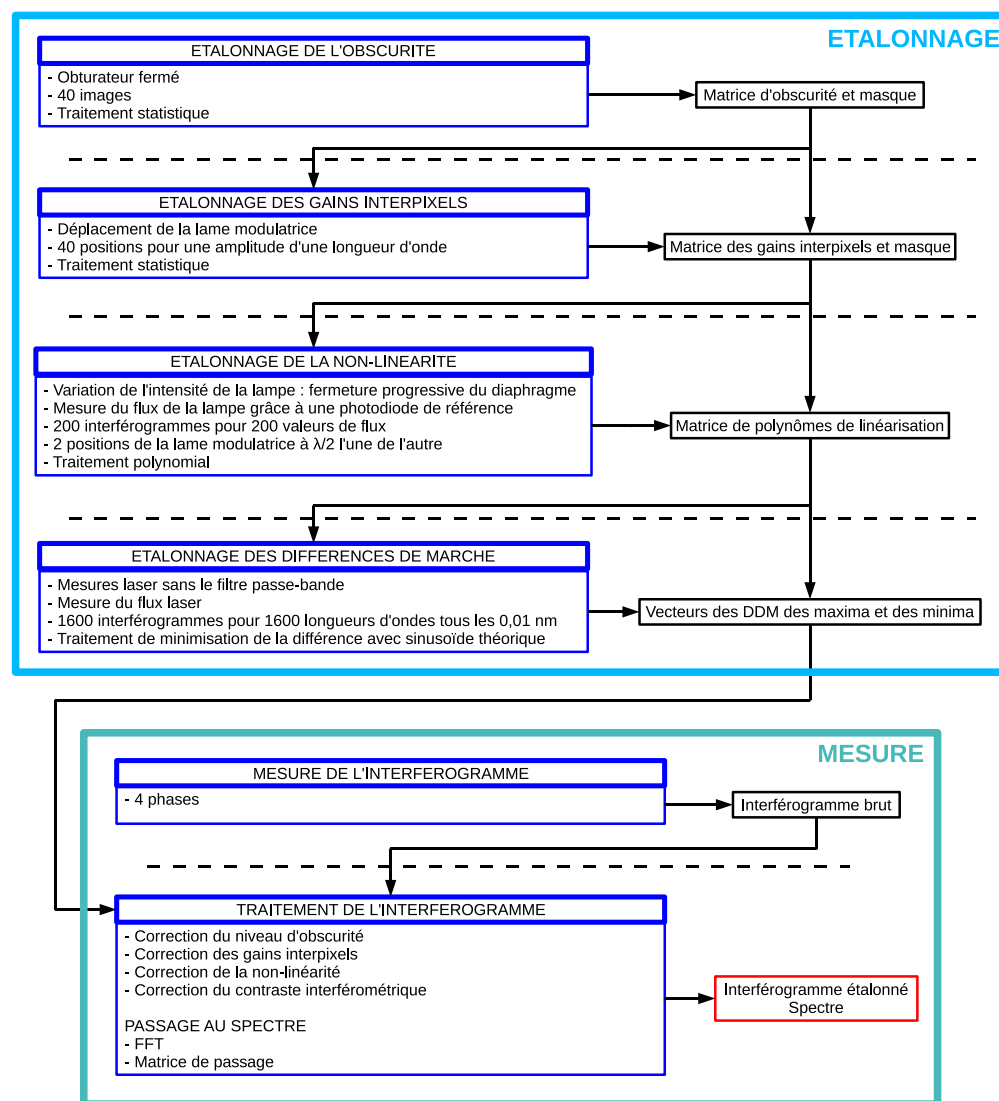 ETALONNAGE
ETALONNAGE DE L'OBSCURITE
- Obturateur fermé
- 40 images
- Traitement statistique
Matrice d'obscurité et masque
ETALONNAGE DES GAINS INTERPIXELS
- Déplacement de la lame modulatrice
- 40 positions pour une amplitude d'une longueur d'onde
- Traitement statistique
Matrice des gains interpixels et masque
ETALONNAGE DE LA NON-LINEARITE
- Variation de l'intensité de la lampe : fermeture progressive du diaphragme
- Mesure du flux de la lampe grâce à une photodiode de référence
- 200 interférogrammes pour 200 valeurs de flux
- 2 positions de la lame modulatrice à λ/2 l'une de l'autre
- Traitement polynomial
Matrice de polynômes de linéarisation
ETALONNAGE DES DIFFERENCES DE MARCHE
- Mesures laser sans le filtre passe-bande
- Mesure du flux laser
- 1600 interférogrammes pour 1600 longueurs d'ondes tous les 0,01 nm
- Traitement de minimisation de la différence avec sinusoïde théorique
Vecteurs des DDM des maxima et des minima
MESURE
MESURE DE L'INTERFEROGRAMME
- 4 phases
Interférogramme brut
TRAITEMENT DE L'INTERFEROGRAMME
- Correction du niveau d'obscurité
- Correction des gains interpixels
- Correction de la non-linéarité
- Correction du contraste interférométrique
PASSAGE AU SPECTRE
- FFT
- Matrice de passage
Interférogramme étalonné
Spectre